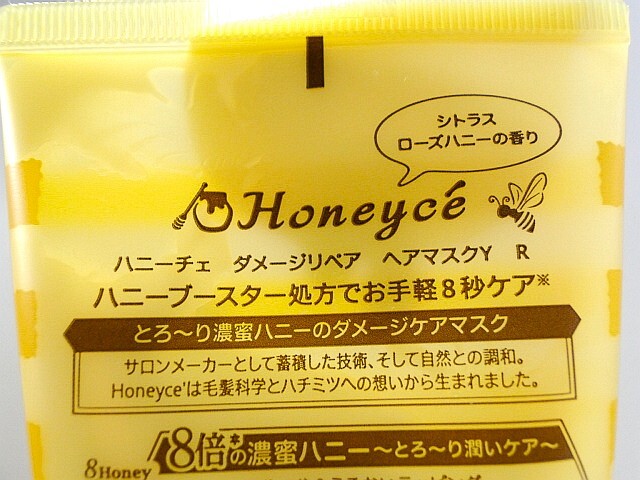 シトラス
ローズハニーの香り
Honeycé
ハニーチェ ダメージリペア ヘアマスクY R
ハニーブースター処方でお手軽8秒ケア※
とろ〜り濃蜜ハニーのダメージケアマスク
サロンメーカーとして蓄積した技術、そして自然との調和。
Honeyce'は毛髪科学とハチミツへの想いから生まれました。
8倍*の濃蜜ハニー〜とろ〜り潤いケア〜
8Honey